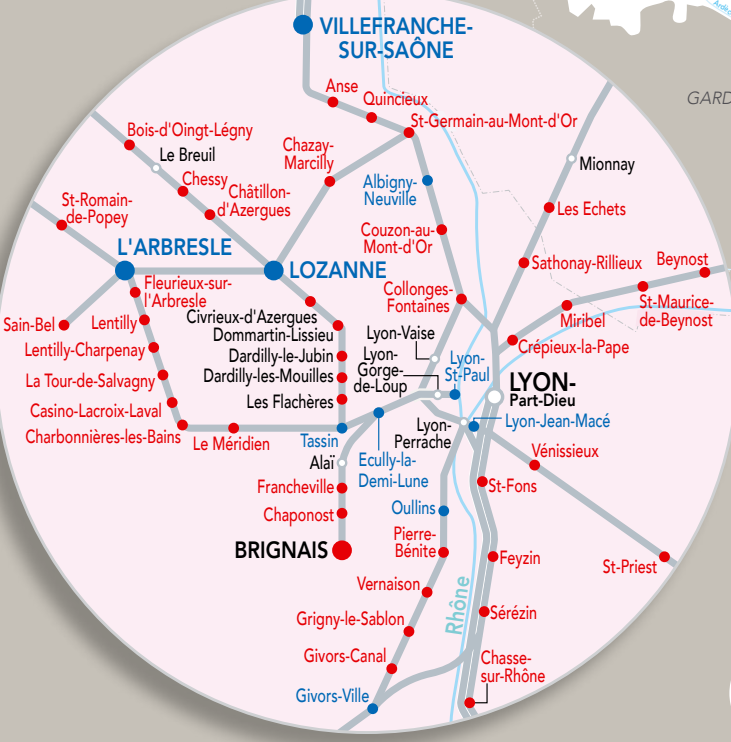 Ardèc
VILLEFRANCHE-
SUR-SAÔNE
GARD
Anse
Quincieux
St-Germain-au-Mont-d'Or
Bois-d'Oingt-Légny
Le Breuil
Chessy
Châtillon-
d'Azergues
Chazay-
Marcilly
Mionnay
Albigny-
Neuville
St-Romain-
de-Popey
Les Echets
Couzon-au-
Mont-d'Or
L'ARBRESLE
LOZANNE
Sathonay-Rillieux
Beynost
Fleurieux-sur-
l'Arbresle
Collonges-
Fontaines
St-Maurice-
de-Beynost
Miribel
Sain-Bel
Lentilly
Civrieux-d'Azergues
Dommartin-Lissieu
Lyon-Vaise
Crépieux-la-Pape
Lentilly-Charpenay
Dardilly-le-Jubin
Lyon-
Gorge-
de-Loup
Lyon-
St-Paul
La Tour-de-Salvagny
Dardilly-les-Mouilles
LYON-
Part-Dieu
Casino-Lacroix-Laval
Les Flachères
Charbonnières-les-Bains
Le Méridien
Tassin
Lyon-
Perrache
Lyon-Jean-Macé
Alaï
Ecully-la-
Demi-Lune
Vénissieux
Francheville
St-Fons
Chaponost
Oullins
BRIGNAIS
Pierre-
Bénite
Feyzin
St-Priest
Vernaison
Rhône
Grigny-le-Sablon
Sérézin
Givors-Canal
Chasse-
sur-Rhône
Givors-Ville